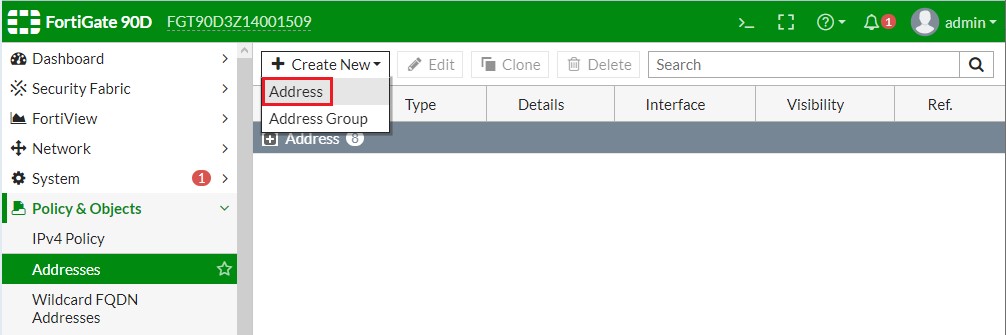 FortiGate 90D FGT90D3Z14001509 >_ 1 admin
Dashboard
Security Fabric
FortiView
Network
System 1
Policy & Objects
IPv4 Policy
Addresses
Wildcard FQDN
Addresses
+ Create New Edit Clone Delete Search
Address
Address Group
Type Details Interface Visibility Ref.
Address 8